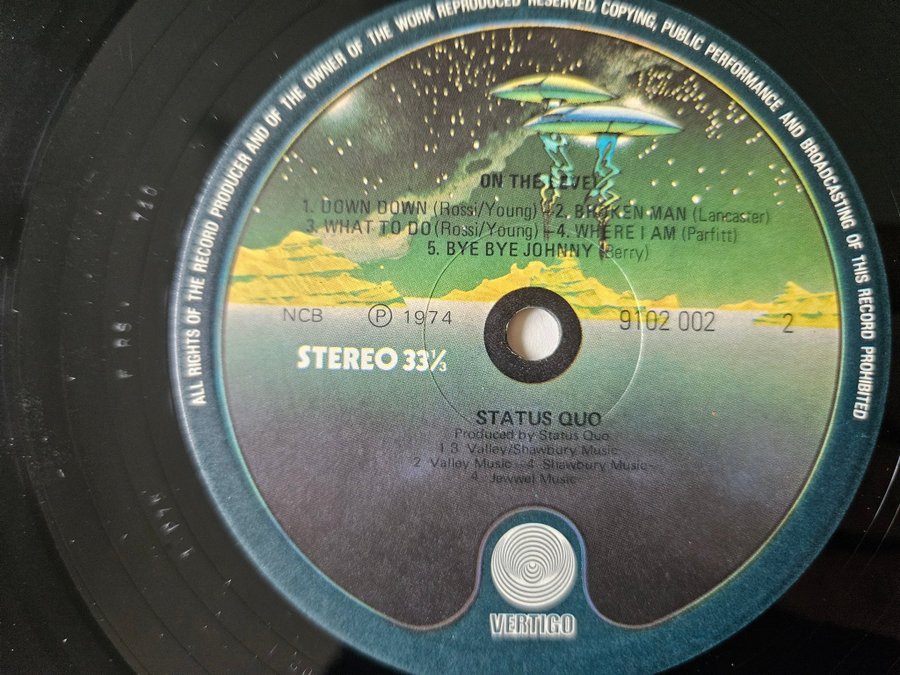 ALL RIGHTS OF THE RECORD PRODUCER AND OF THE OWNER OF THE WORK REPRODUCED RESERVED. COPYING, PUBLIC PERFORMANCE AND BROADCASTING OF THIS RECORD PROHIBITED
ON THE LEVEL
1. DOWN DOWN (Rossi/Young) 2. BROKEN MAN (Lancaster)
3. WHAT TO DO (Rossi/Young) 4. WHERE I AM (Parfitt)
5. BYE BYE JOHNNY (Berry)
NCB Ⓟ 1974 9102 002 2
STEREO 33⅓
STATUS QUO
Produced by Status Quo
1 3 Valley/Shawbury Music
2 Valley Music - 4 Shawbury Music-
4 Jewwel Music
VERTIGO